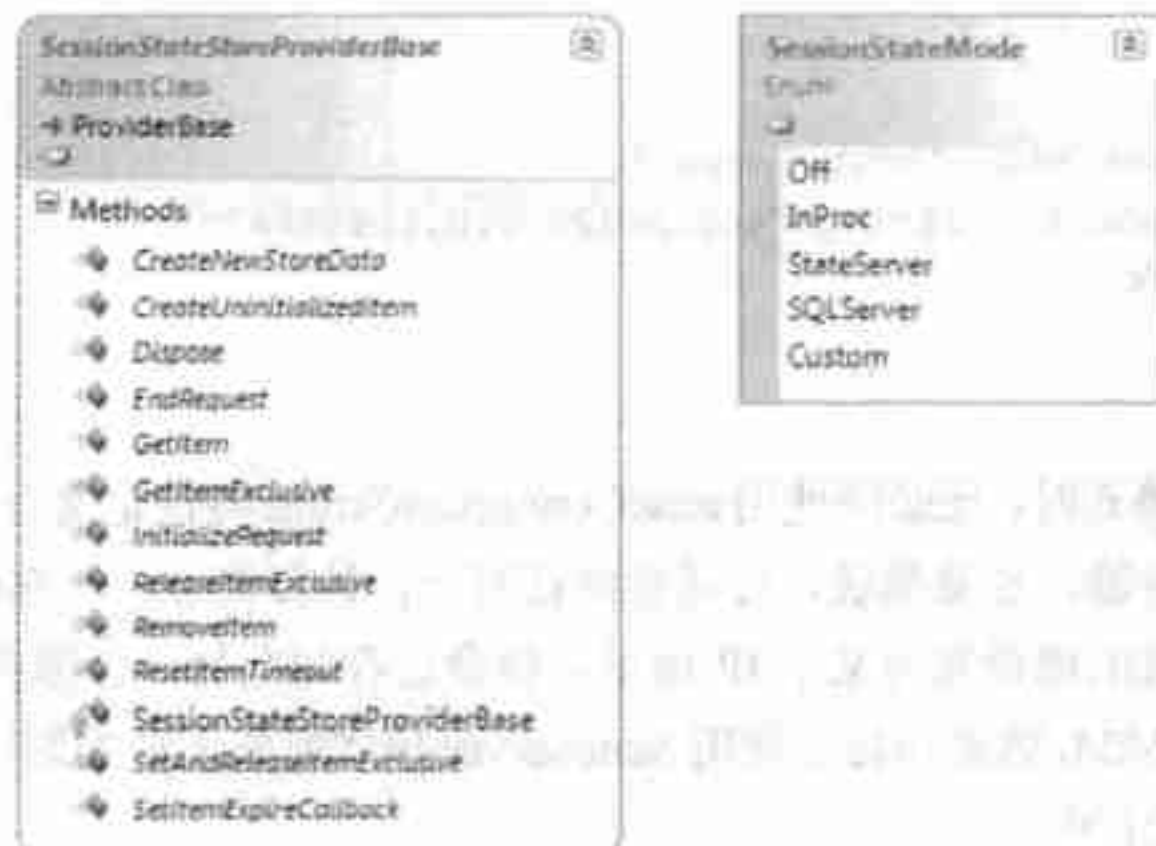 SessionStateStoreProviderBase
Abstract Class
ProviderBase
Methods
CreateNewStoreData
CreateUninitializedItem
Dispose
EndRequest
GetItem
GetItemExclusive
InitializeRequest
ReleaseItemExclusive
RemoveItem
ResetItemTimeout
SessionStateStoreProviderBase
SetAndReleaseItemExclusive
SetItemExpireCallback
SessionStateMode
Enum
Off
InProc
StateServer
SQLServer
Custom